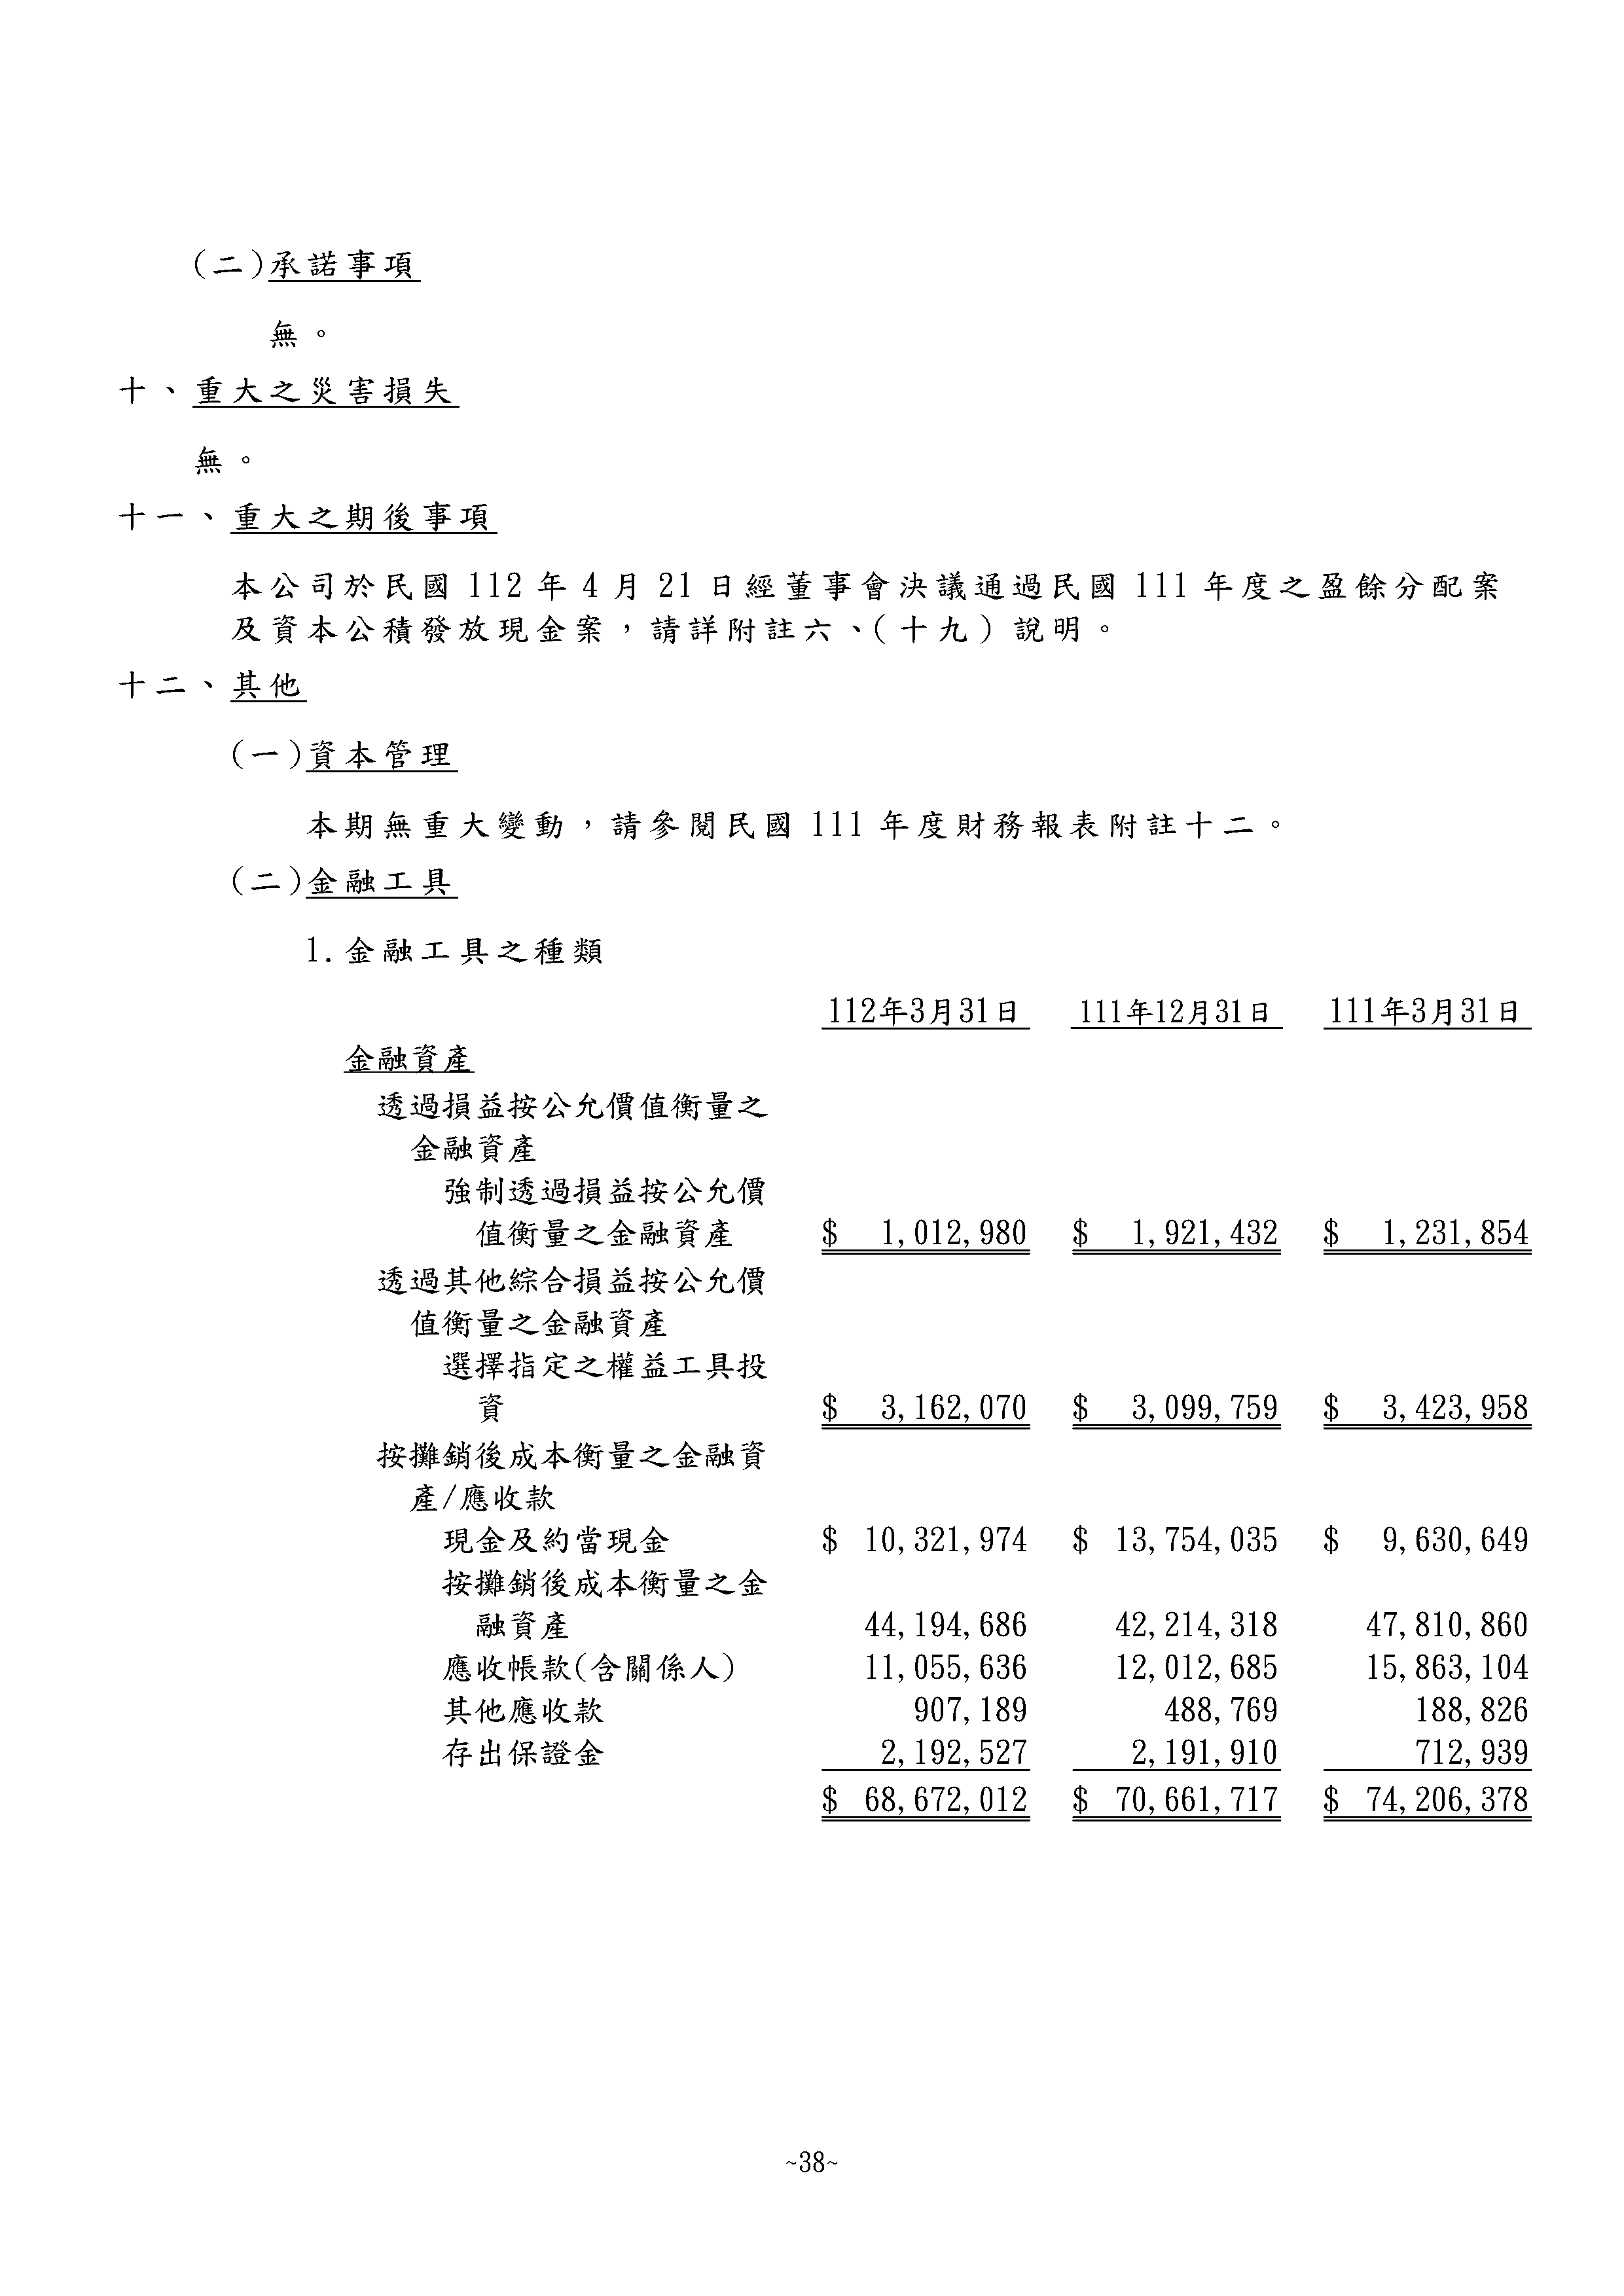 (二)承諾事項
無。
十、重大之災害損失
無。
十一、重大之期後事項
本公司於民國 112 年 4 月 21 日經董事會決議通過民國 111 年度之盈餘分配案
及資本公積發放現金案，請詳附註六、(十九)說明。
十二、其他
(一)資本管理
本期無重大變動，請參閱民國 111 年度財務報表附註十二。
(二)金融工具
1.金融工具之種類
112年3月31日 111年12月31日 111年3月31日
金融資產
透過損益按公允價值衡量之
金融資產
強制透過損益按公允價
值衡量之金融資產 $ 1,012,980 $ 1,921,432 $ 1,231,854
透過其他綜合損益按公允價
值衡量之金融資產
選擇指定之權益工具投
資 $ 3,162,070 $ 3,099,759 $ 3,423,958
按攤銷後成本衡量之金融資
產/應收款
現金及約當現金 $ 10,321,974 $ 13,754,035 $ 9,630,649
按攤銷後成本衡量之金
融資產 44,194,686 42,214,318 47,810,860
應收帳款(含關係人) 11,055,636 12,012,685 15,863,104
其他應收款 907,189 488,769 188,826
存出保證金 2,192,527 2,191,910 712,939
$ 68,672,012 $ 70,661,717 $ 74,206,378
~38~